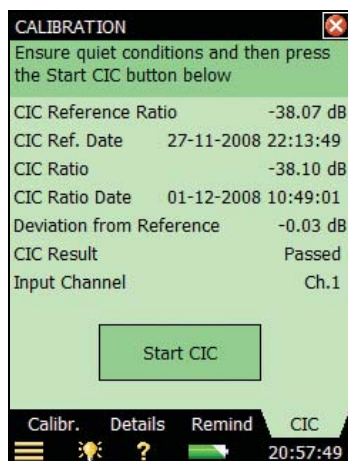 CALIBRATION
Ensure quiet conditions and then press
the Start CIC button below
CIC Reference Ratio -38.07 dB
CIC Ref. Date 27-11-2008 22:13:49
CIC Ratio -38.10 dB
CIC Ratio Date 01-12-2008 10:49:01
Deviation from Reference -0.03 dB
CIC Result Passed
Input Channel Ch.1
Start CIC
Calibr. Details Remind CIC
? 20:57:49